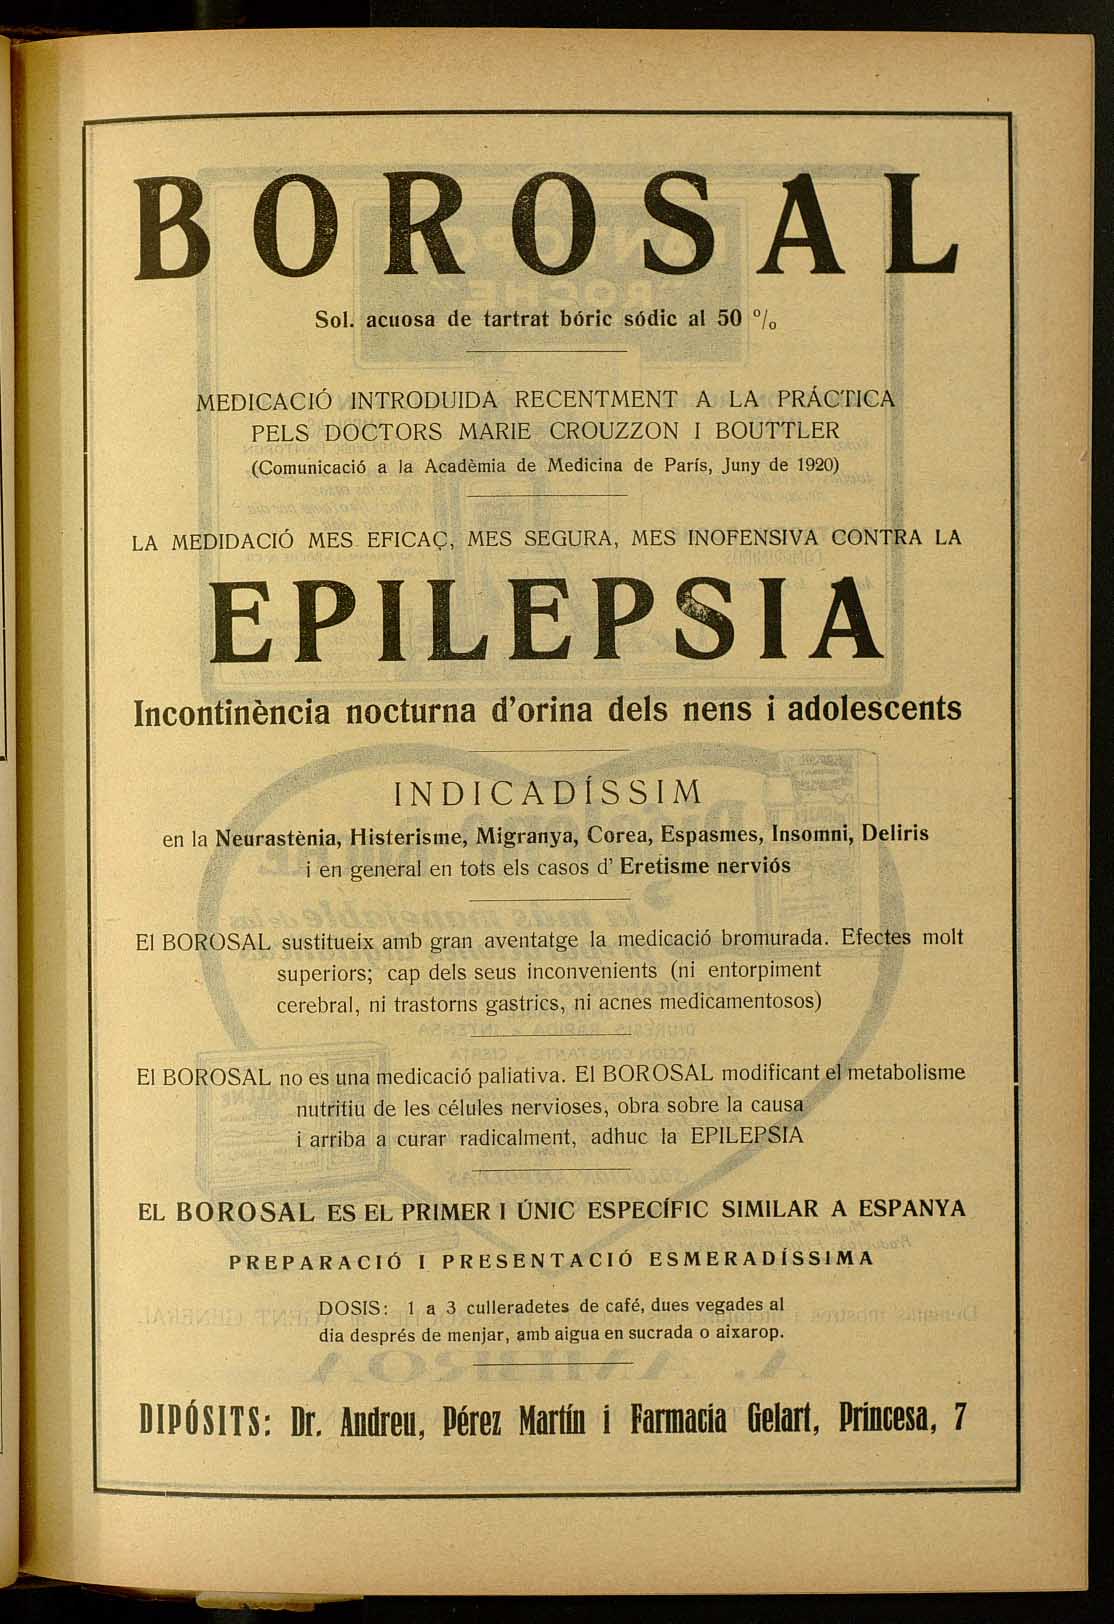 BOROSAL
Sol. acuosa de tartrat bóric sódic al 50 %
MEDICACIÓ INTRODUIDA RECENTMENT A LA PRÁCTICA
PELS DOCTORS MARIE CROUZZON I BOUTTLER
(Comunicació a la Acadèmia de Medicina de París, Juny de 1920)
LA MEDIDACIÓ MES EFICAÇ, MES SEGURA, MES INOFENSIVA CONTRA LA
EPILEPSIA
Incontinència nocturna d'orina dels nens i adolescents
INDICADÍSSIM
en la Neurastènia, Histerisme, Migranya, Corea, Espasmes, Insomni, Deliris
i en general en tots els casos d' Eretisme nerviós
El BOROSAL sustitueix amb gran aventatge la medicació bromurada. Efectes molt
superiors; cap dels seus inconvenients (ni entorpiment
cerebral, ni trastorns gastrics, ni acnes medicamentosos)
El BOROSAL no es una medicació paliativa. El BOROSAL modificant el metabolisme
nutritiu de les célules nervioses, obra sobre la causa
i arriba a curar radicalment, adhuc la EPILEPSIA
EL BOROSAL ES EL PRIMER I ÚNIC ESPECÍFIC SIMILAR A ESPANYA
PREPARACIÓ I PRESENTACIÓ ESMERADÍSSIMA
DOSIS: 1 a 3 culleradetes de café, dues vegades al
dia després de menjar, amb aigua en sucrada o aixarop.
DIPÓSITS: Dr. Andreu, Pérez Martín i Farmacia Gelart, Princesa, 7